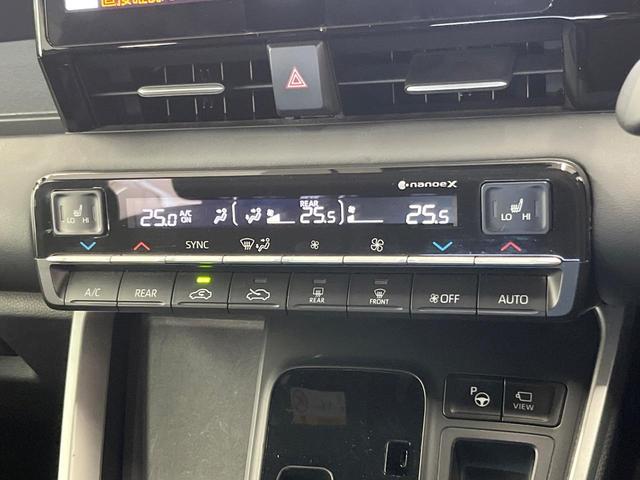 nanoeX
LO HI
25.0 A/C ON REAR 25.5 25.5
LO HI
SYNC
A/C REAR REAR FRONT OFF AUTO
P VIEW